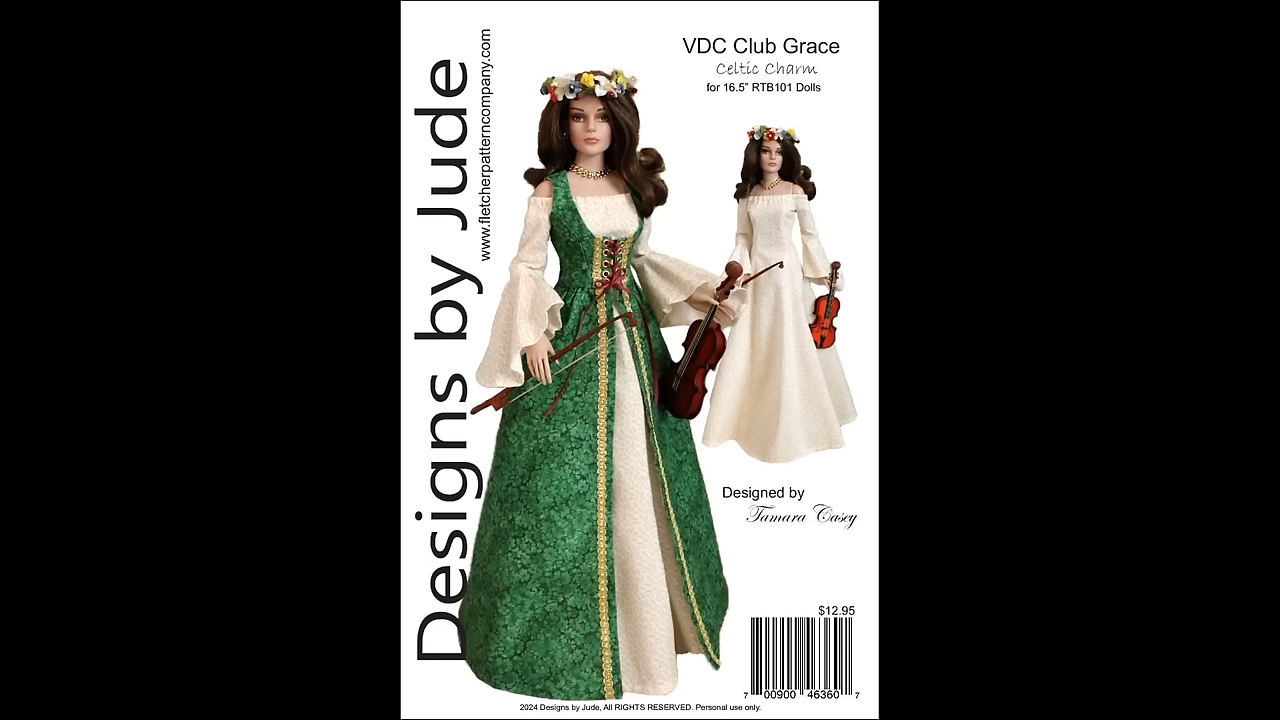 Designs by Jude
www.fletcherpatterncompany.com
VDC Club Grace
Celtic Charm
for 16.5" RTB101 Dolls
Designed by
Tamara Casey
$12.95
7 00900 46360 7
2024 Designs by Jude, All RIGHTS RESERVED. Personal use only.